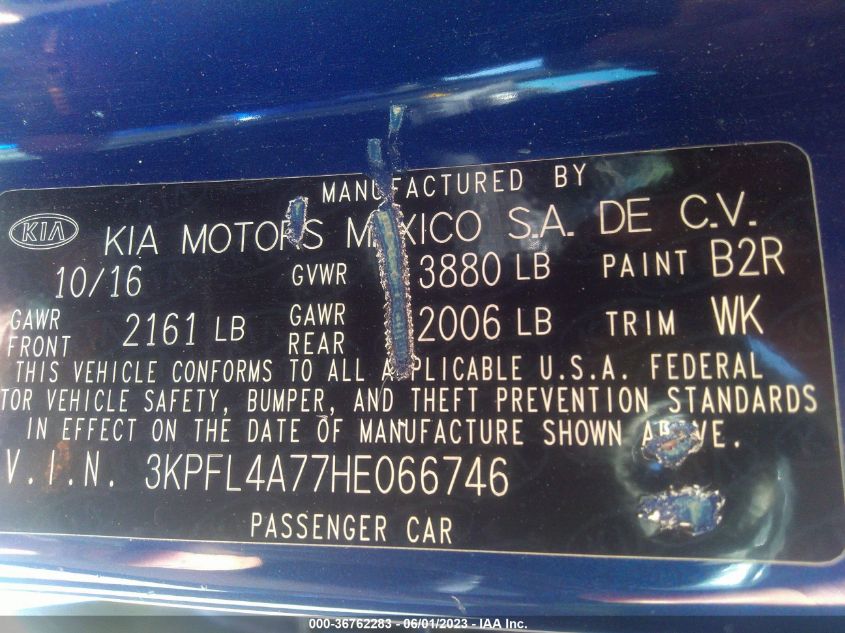 MANUFACTURED BY
KIA KIA MOTORS MEXICO S.A. DE C.V.
10/16 GVWR 3880 LB PAINT B2R
GAWR FRONT 2161 LB GAWR REAR 2006 LB TRIM WK
THIS VEHICLE CONFORMS TO ALL A PLICABLE U.S.A. FEDERAL
TOR VEHICLE SAFETY, BUMPER, AND THEFT PREVENTION STANDARDS
IN EFFECT ON THE DATE OF MANUFACTURE SHOWN A VE.
V.I.N. 3KPFL4A77HE066746
PASSENGER CAR
000-36762283 - 06/01/2023 - IAA Inc.